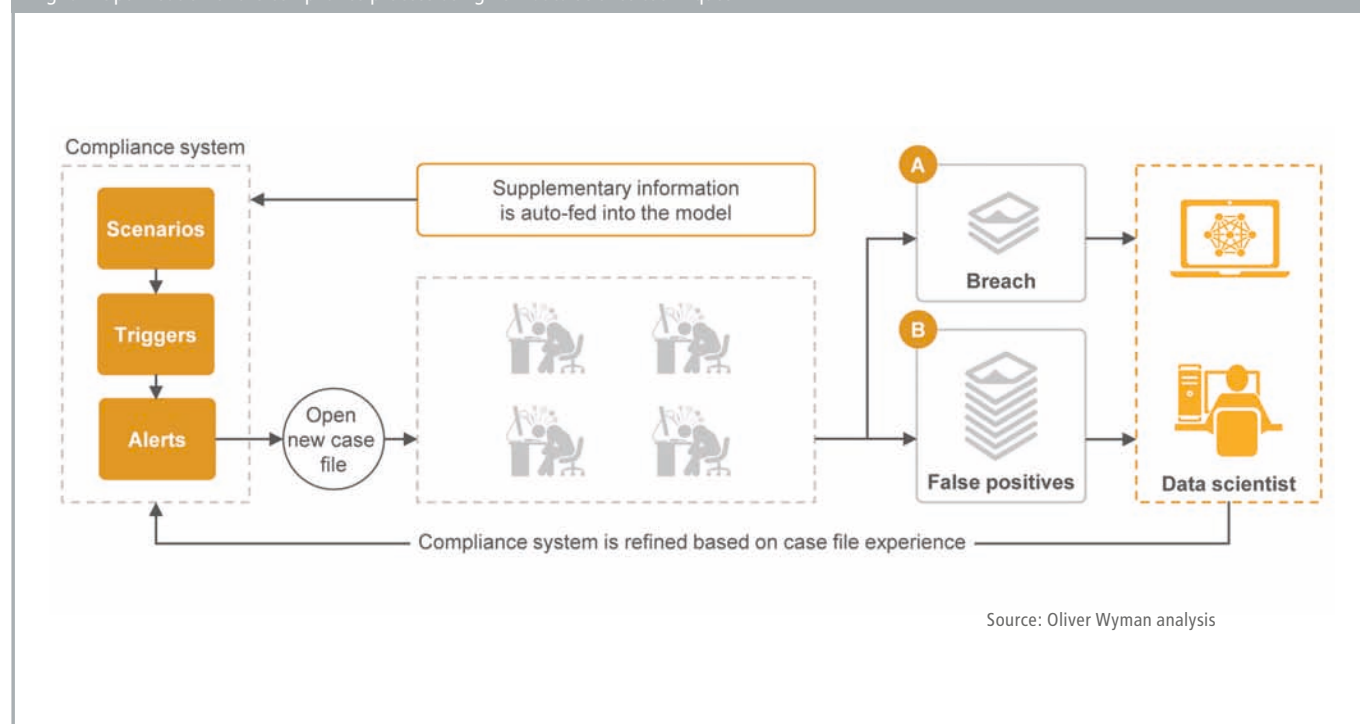 Compliance system
Scenarios
Triggers
Alerts
Open
new case
file
Supplementary information
is auto-fed into the model
A
Breach
B
False positives
Data scientist
Compliance system is refined based on case file experience
Source: Oliver Wyman analysis